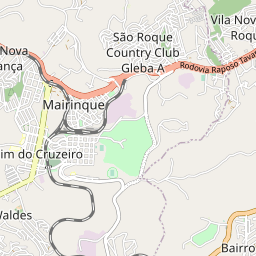 Vila Nov
Roqu
São Roque
Country Club
Gleba A
Nova
ança
Rodovia Raposo Tava
Mairinque
im do Cruzeiro
Valdes
Bairro